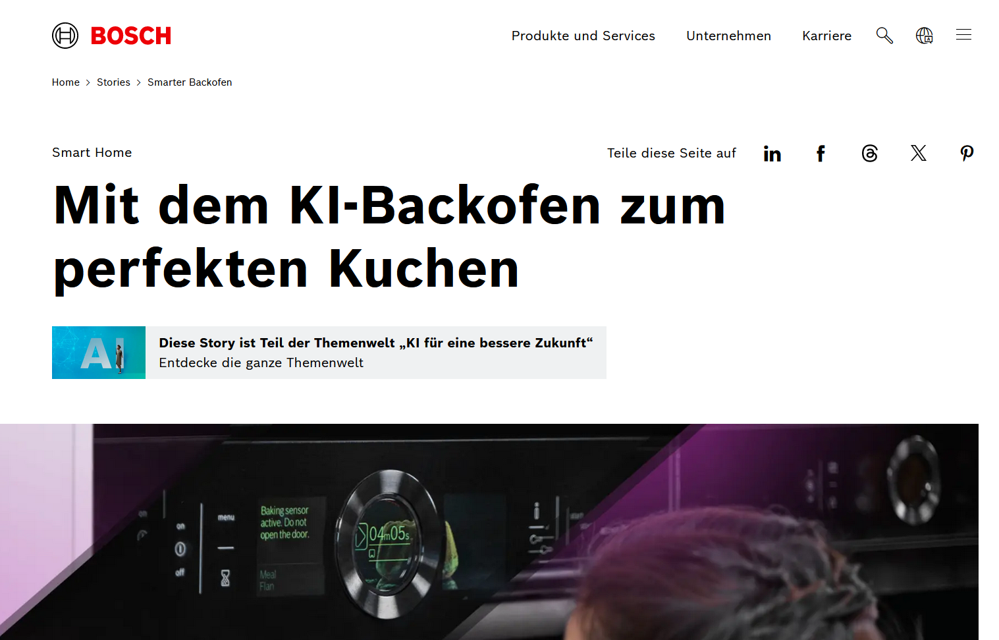 BOSCH
Produkte und Services
Unternehmen
Karriere
Home
Stories
Smarter Backofen
Smart Home
Teile diese Seite auf
Mit dem KI-Backofen zum
perfekten Kuchen
AI
Diese Story ist Teil der Themenwelt „KI für eine bessere Zukunft“
Entdecke die ganze Themenwelt
on
on
off
menu
Baking sensor
active. Do not
open the door.
Meal
Flan
04m05s
start